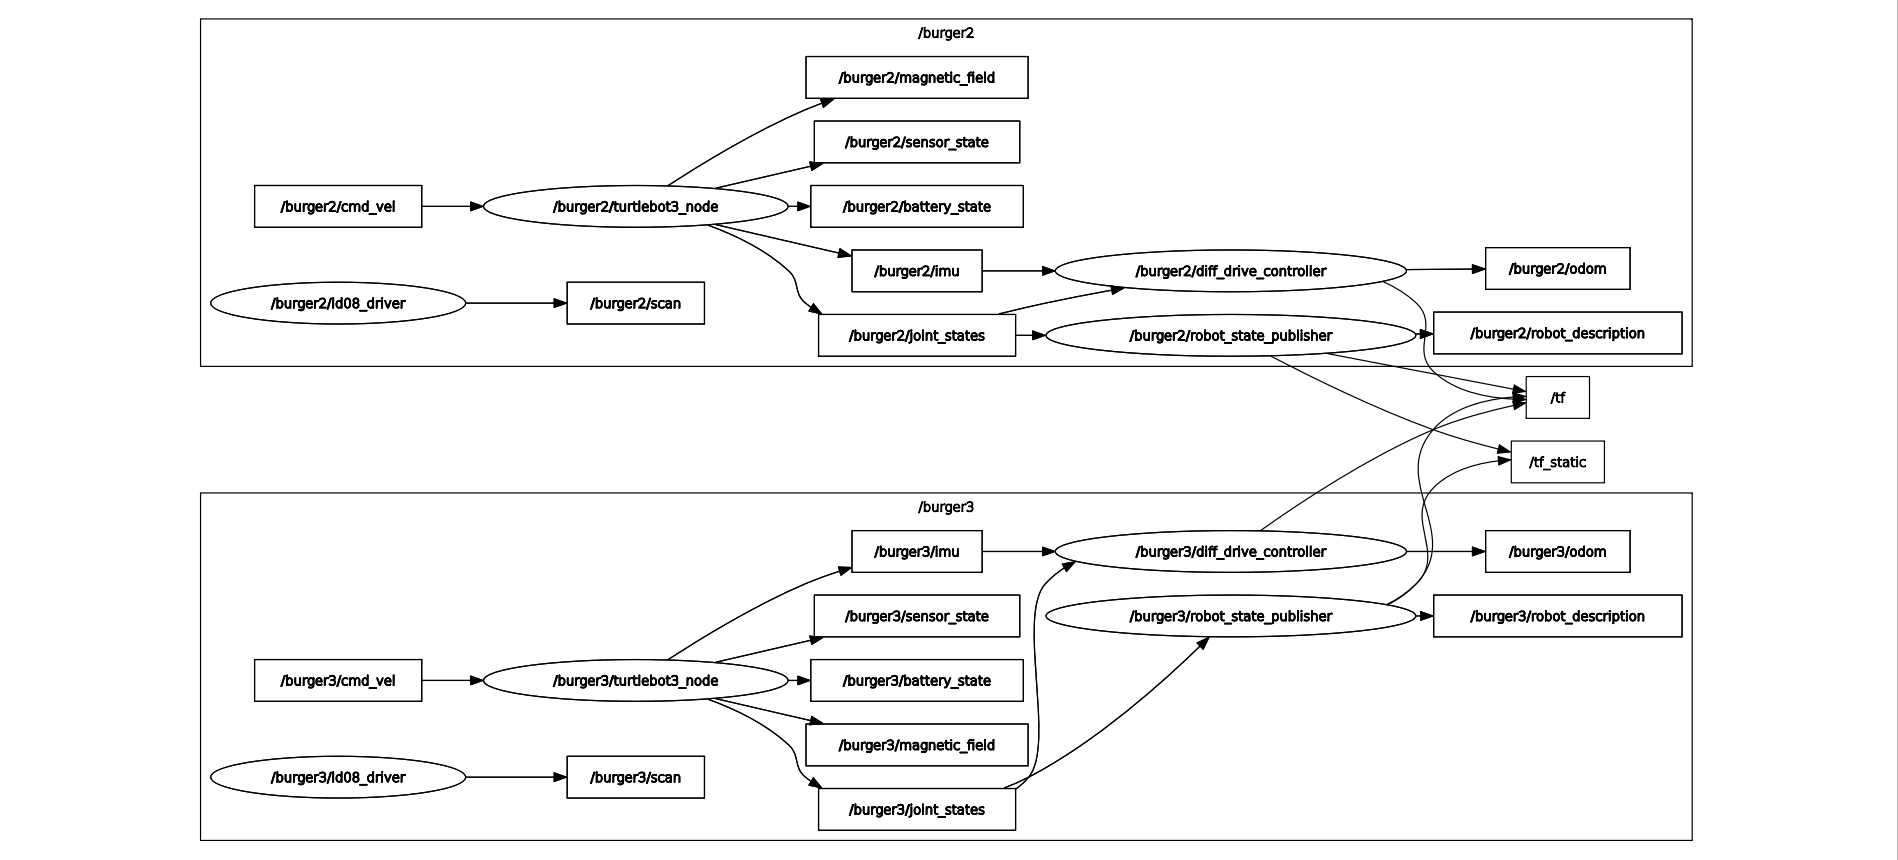 /burger2
/burger2/magnetic_field
/burger2/sensor_state
/burger2/cmd_vel
/burger2/turtlebot3_node
/burger2/battery_state
/burger2/imu
/burger2/diff_drive_controller
/burger2/odom
/burger2/ld08_driver
/burger2/scan
/burger2/joint_states
/burger2/robot_state_publisher
/burger2/robot_description
/tf
/tf_static
/burger3
/burger3/imu
/burger3/diff_drive_controller
/burger3/odom
/burger3/sensor_state
/burger3/robot_state_publisher
/burger3/robot_description
/burger3/cmd_vel
/burger3/turtlebot3_node
/burger3/battery_state
/burger3/magnetic_field
/burger3/ld08_driver
/burger3/scan
/burger3/joint_states